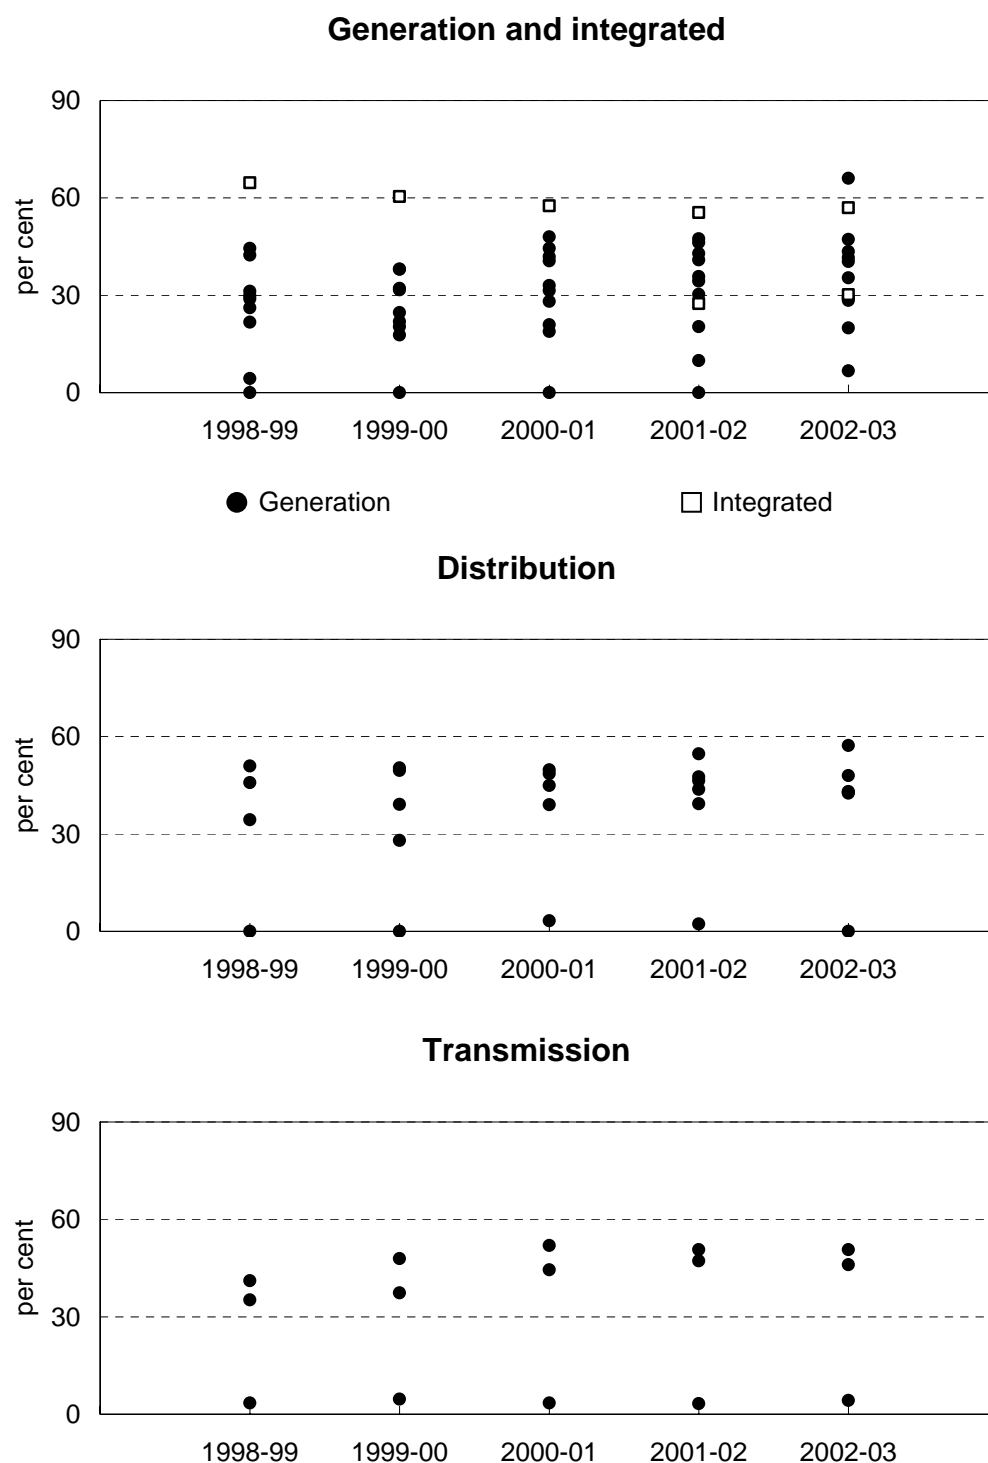 Generation and integrated
90
60
30
0
per cent
1998-99 1999-00 2000-01 2001-02 2002-03
Generation Integrated
Distribution
90
60
30
0
per cent
1998-99 1999-00 2000-01 2001-02 2002-03
Transmission
90
60
30
0
per cent
1998-99 1999-00 2000-01 2001-02 2002-03